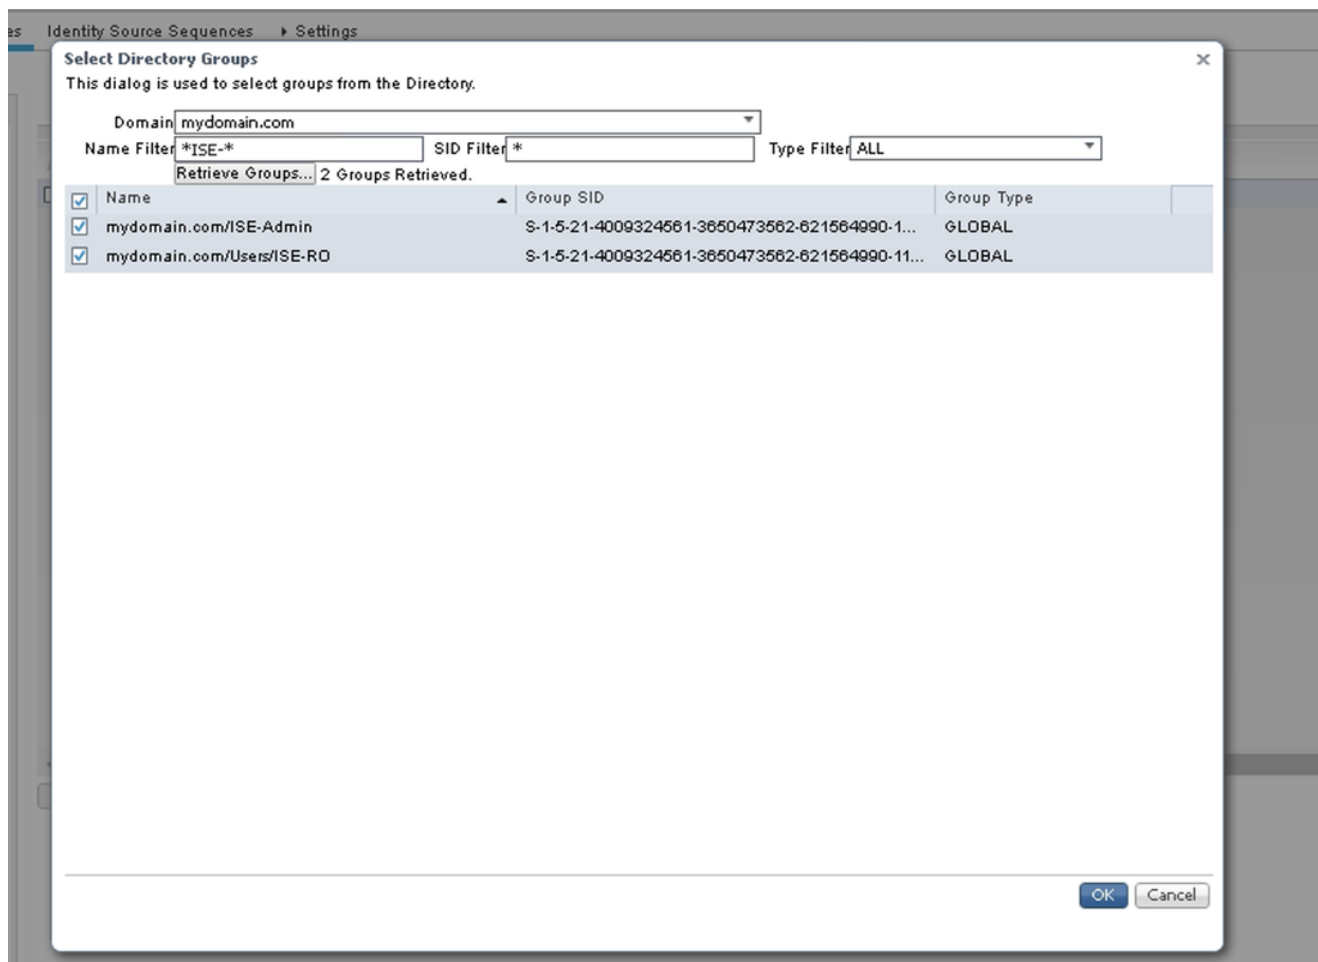 es Identity Source Sequences Settings
Select Directory Groups
This dialog is used to select groups from the Directory.
Domain mydomain.com
Name Filter *ISE-* SID Filter * Type Filter ALL
Retrieve Groups... 2 Groups Retrieved.
Name Group SID Group Type
mydomain.com/ISE-Admin S-1-5-21-4009324561-3650473562-621564990-1... GLOBAL
mydomain.com/Users/ISE-RO S-1-5-21-4009324561-3650473562-621564990-11... GLOBAL
OK Cancel